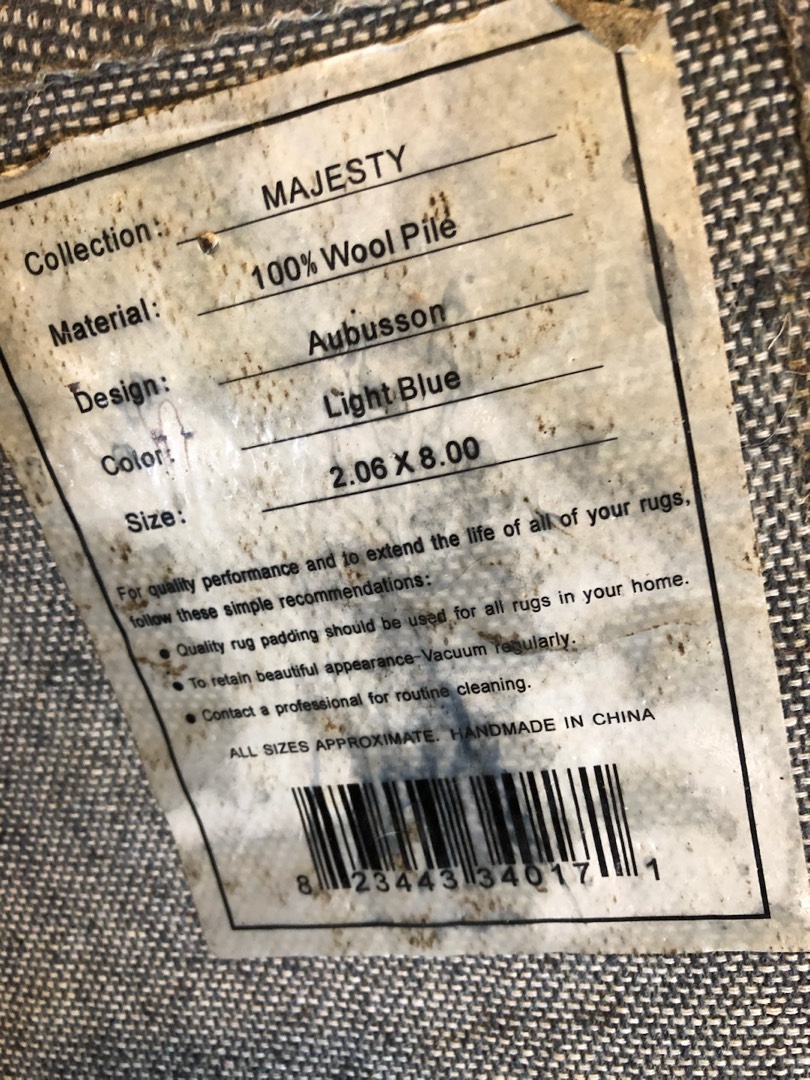 Collection: MAJESTY
Material: 100% Wool Pile
Design: Aubusson
Color: Light Blue
Size: 2.06 X 8.00
For quality performance and to extend the life of all of your rugs,
follow these simple recommendations:
• Quality rug padding should be used for all rugs in your home.
• To retain beautiful appearance-Vacuum regularly.
• Contact a professional for routine cleaning.
ALL SIZES APPROXIMATE. HANDMADE IN CHINA
8 23443 34017 1